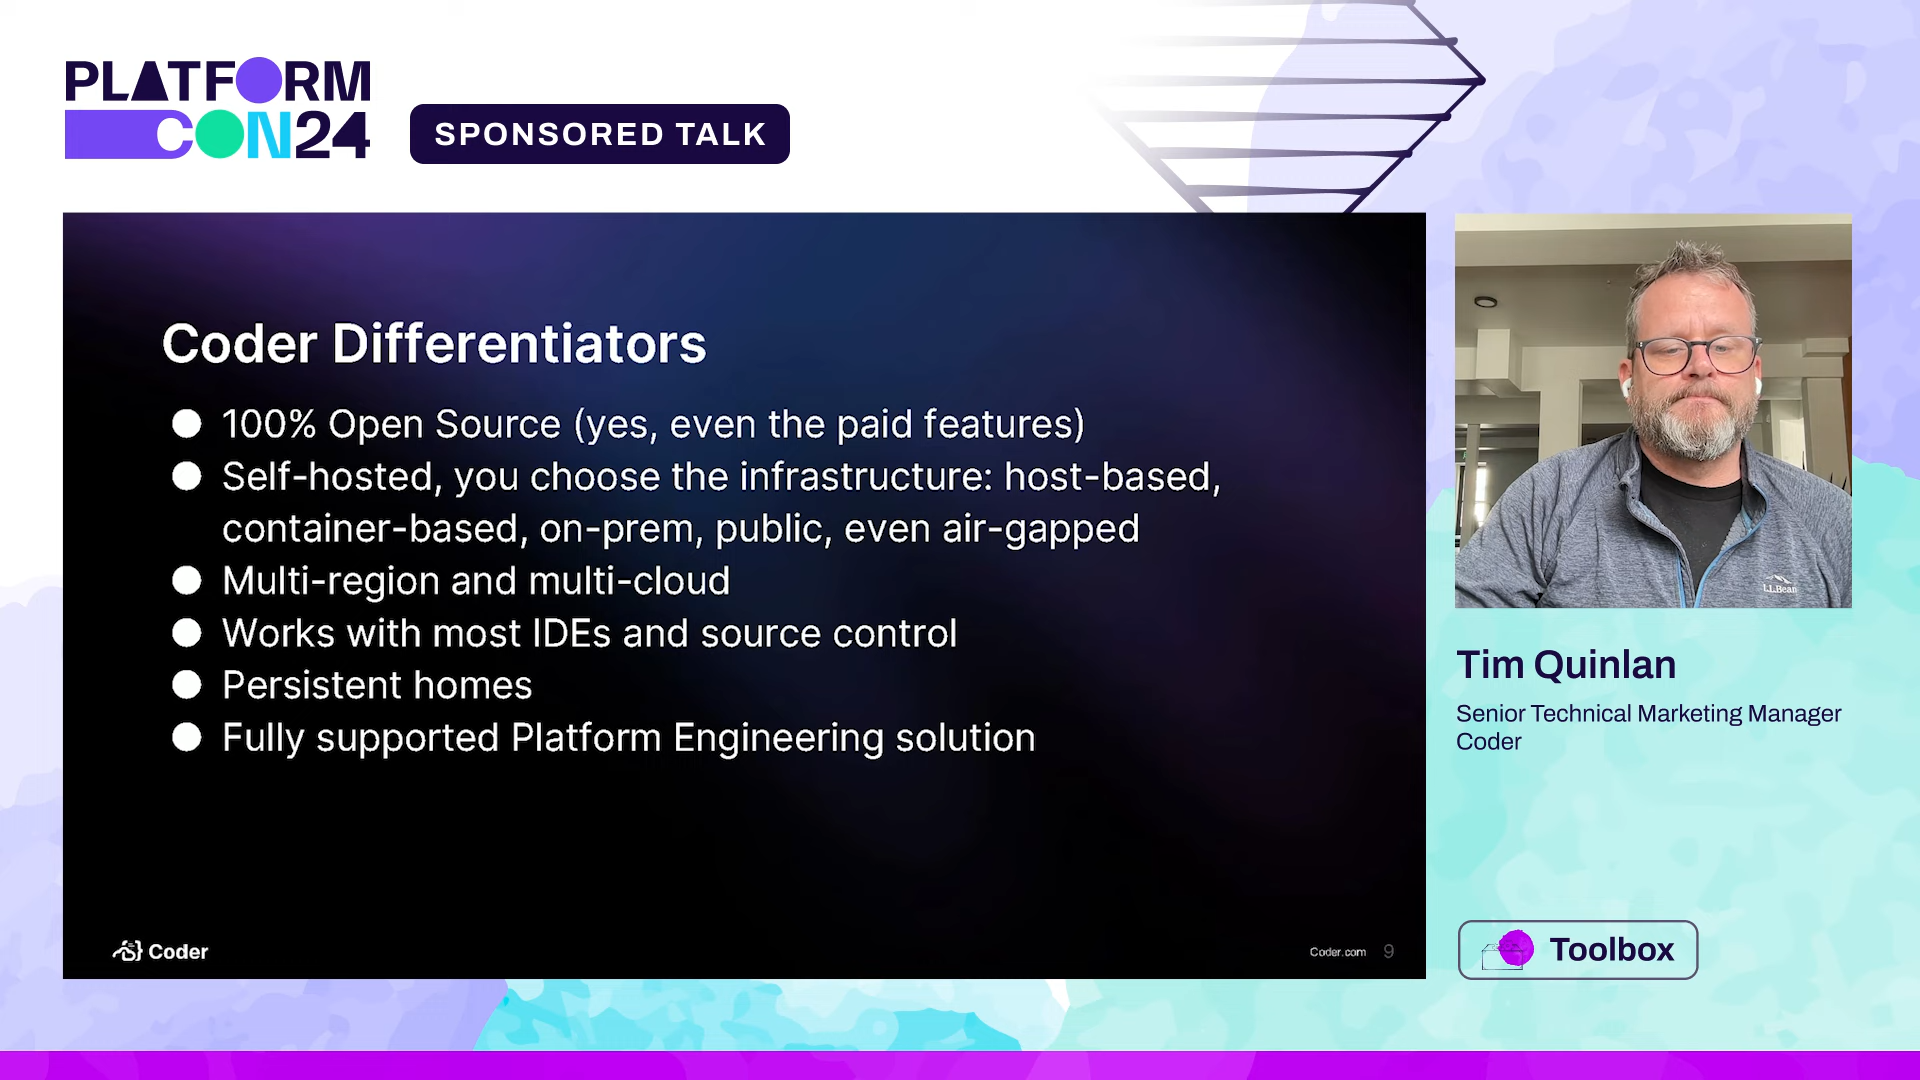 PLATFORM
CON24
SPONSORED TALK
Coder Differentiators
100% Open Source (yes, even the paid features)
Self-hosted, you choose the infrastructure: host-based,
container-based, on-prem, public, even air-gapped
Multi-region and multi-cloud
Works with most IDEs and source control
Persistent homes
Fully supported Platform Engineering solution
Coder
Coder.com 9
L.L.Bean
Tim Quinlan
Senior Technical Marketing Manager
Coder
Toolbox